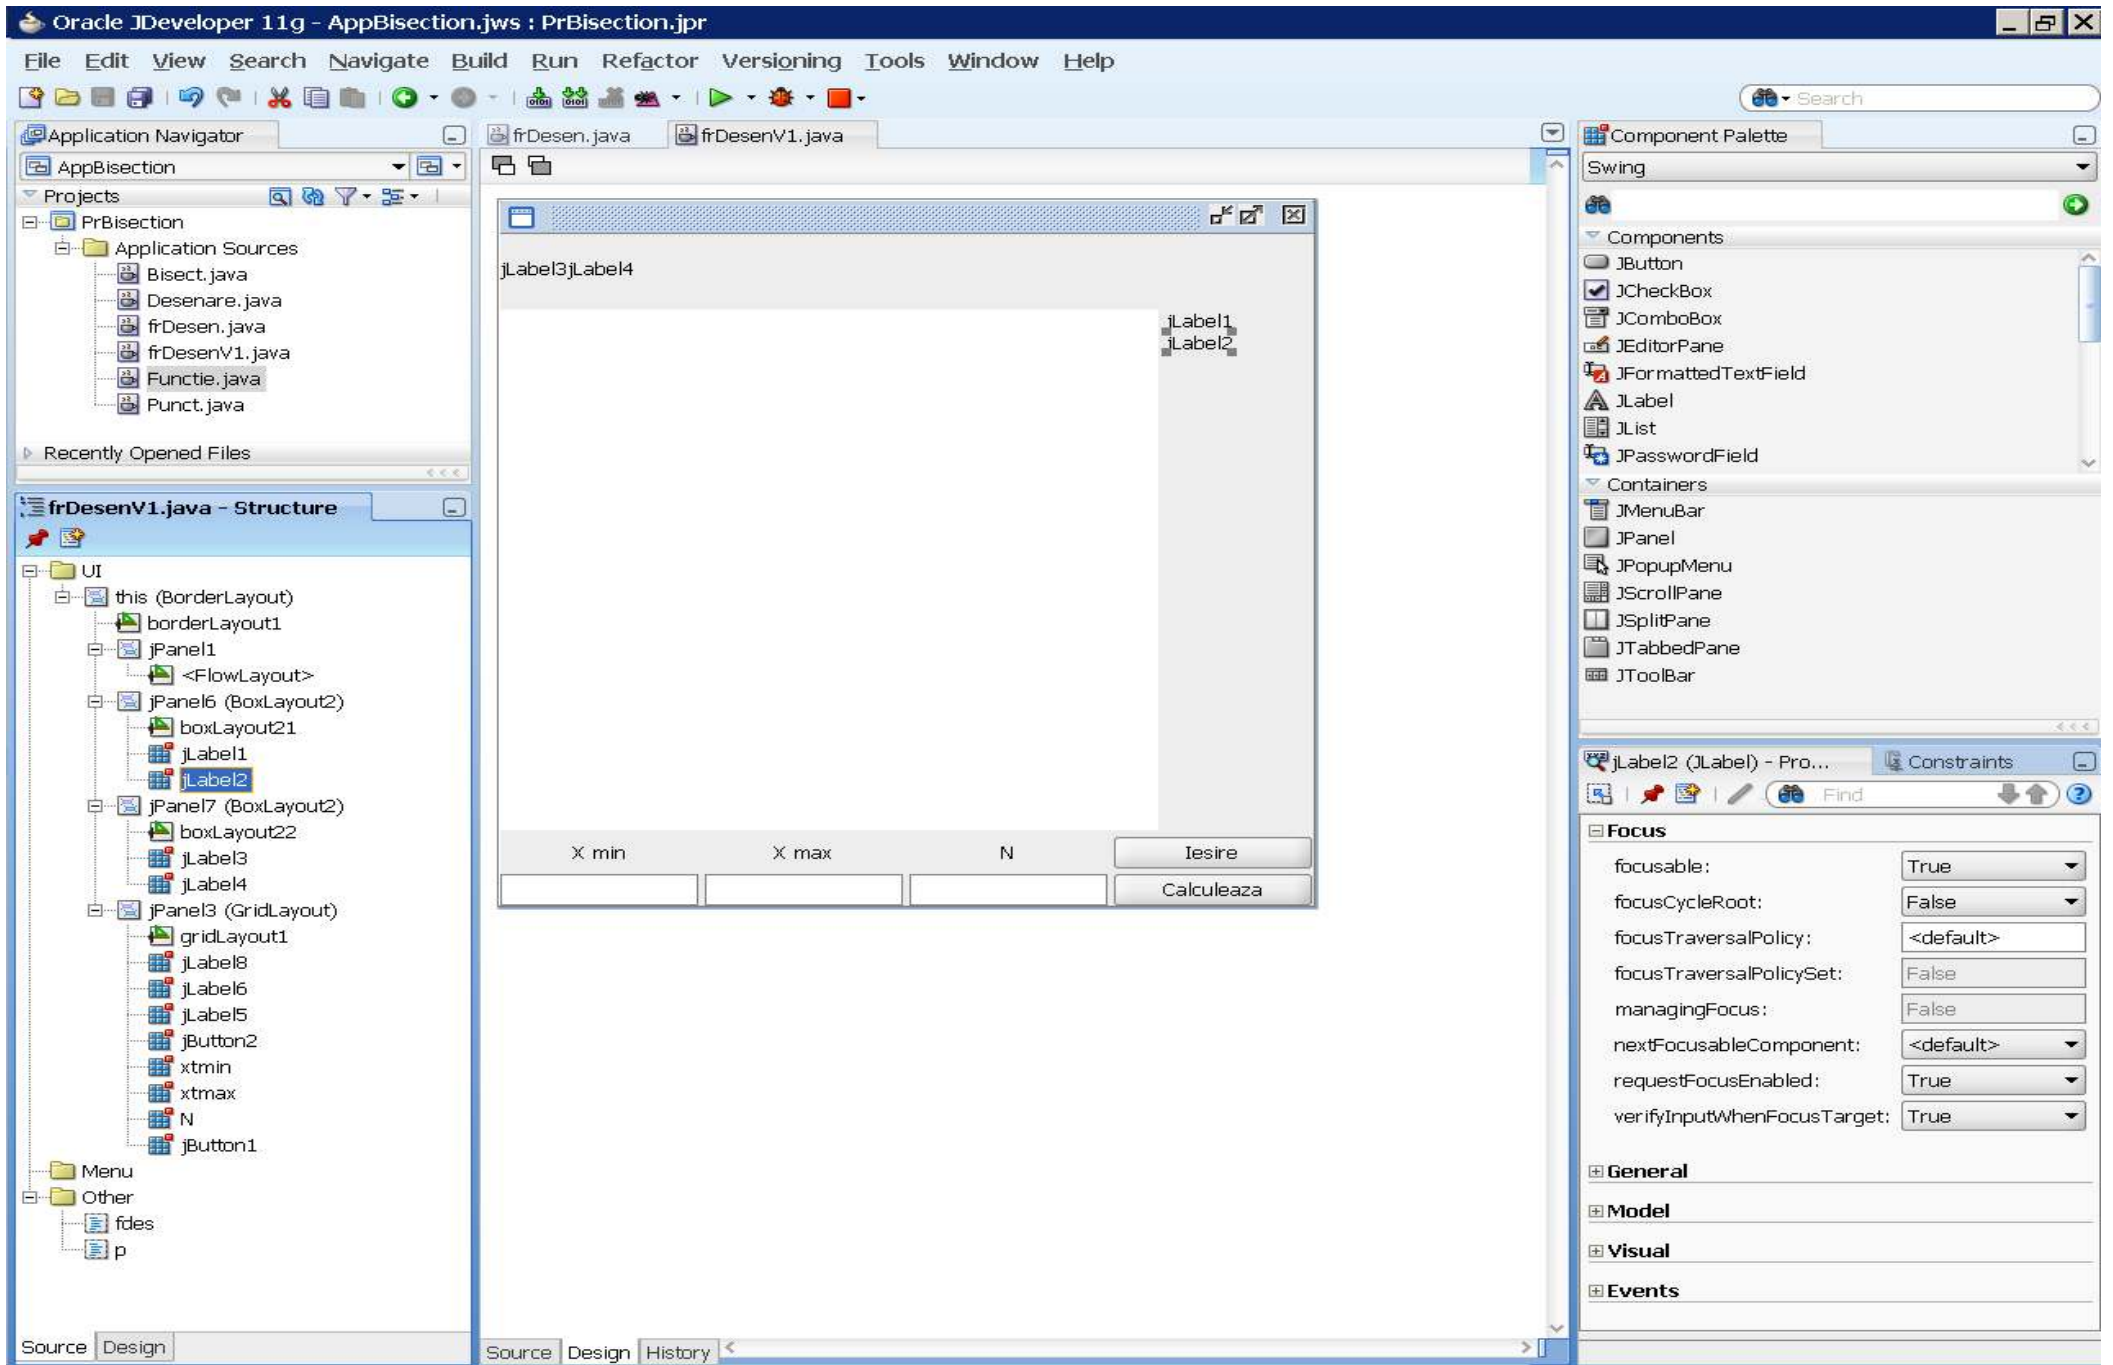 Oracle JDeveloper 11g - AppBisection.jws : PrBisection.jpr
File Edit View Search Navigate Build Run Refactor Versioning Tools Window Help
Search
Application Navigator
AppBisection
Projects
PrBisection
Application Sources
Bisect.java
Desenare.java
frDesen.java
frDesenV1.java
Functie.java
Punct.java
Recently Opened Files
frDesenV1.java - Structure
UI
this (BorderLayout)
borderLayout1
jPanel1
<FlowLayout>
jPanel6 (BoxLayout2)
boxLayout21
jLabel1
jLabel2
jPanel7 (BoxLayout2)
boxLayout22
jLabel3
jLabel4
jPanel3 (GridLayout)
gridLayout1
jLabel8
jLabel6
jLabel5
jButton2
xtmin
xtmax
N
jButton1
Menu
Other
fdes
p
Source Design
frDesen.java frDesenV1.java
jLabel3jLabel4
jLabel1
jLabel2
X min X max N Iesire
Calculeaza
Source Design History
Component Palette
Swing
Components
JButton
JCheckBox
JComboBox
JEditorPane
JFormattedTextField
JLabel
JList
JPasswordField
Containers
JMenuBar
JPanel
JPopupMenu
JScrollPane
JSplitPane
JTabbedPane
JToolBar
jLabel2 (JLabel) - Pro... Constraints
Find
Focus
focusable: True
focusCycleRoot: False
focusTraversalPolicy: <default>
focusTraversalPolicySet: False
managingFocus: False
nextFocusableComponent: <default>
requestFocusEnabled: True
verifyInputWhenFocusTarget: True
General
Model
Visual
Events